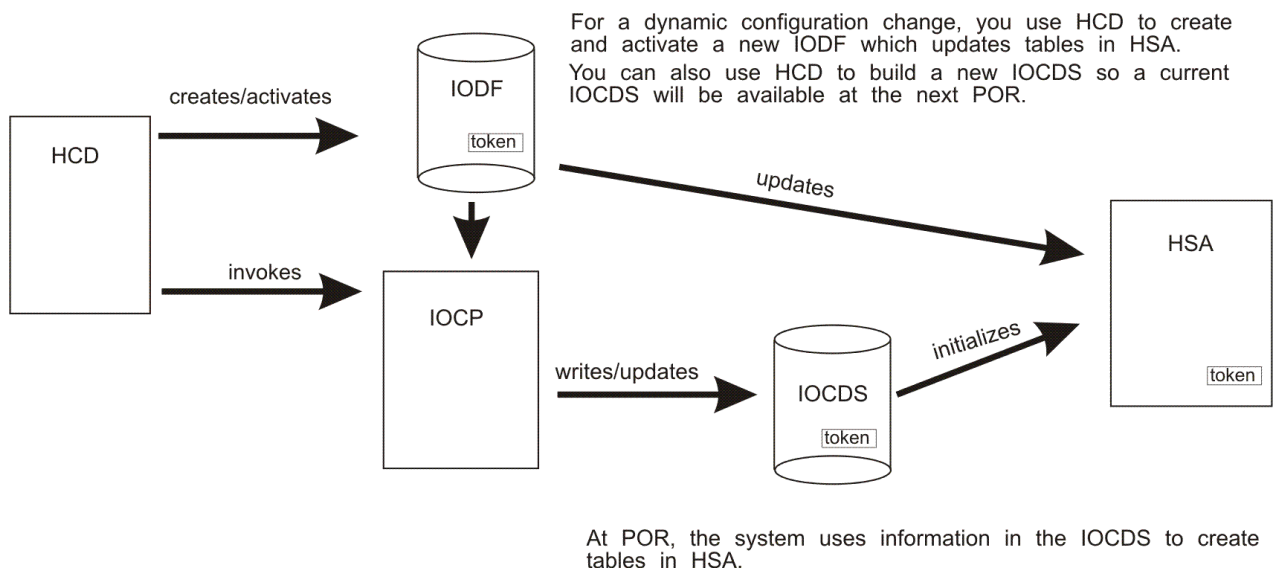 For a dynamic configuration change, you use HCD to create
and activate a new IODF which updates tables in HSA.
You can also use HCD to build a new IOCDS so a current
IOCDS will be available at the next POR.
IODF
creates/activates
token
HCD
updates
HSA
invokes
IOCP
initializes
writes/updates
token
IOCDS
token
At POR, the system uses information in the IOCDS to create
tables in HSA.